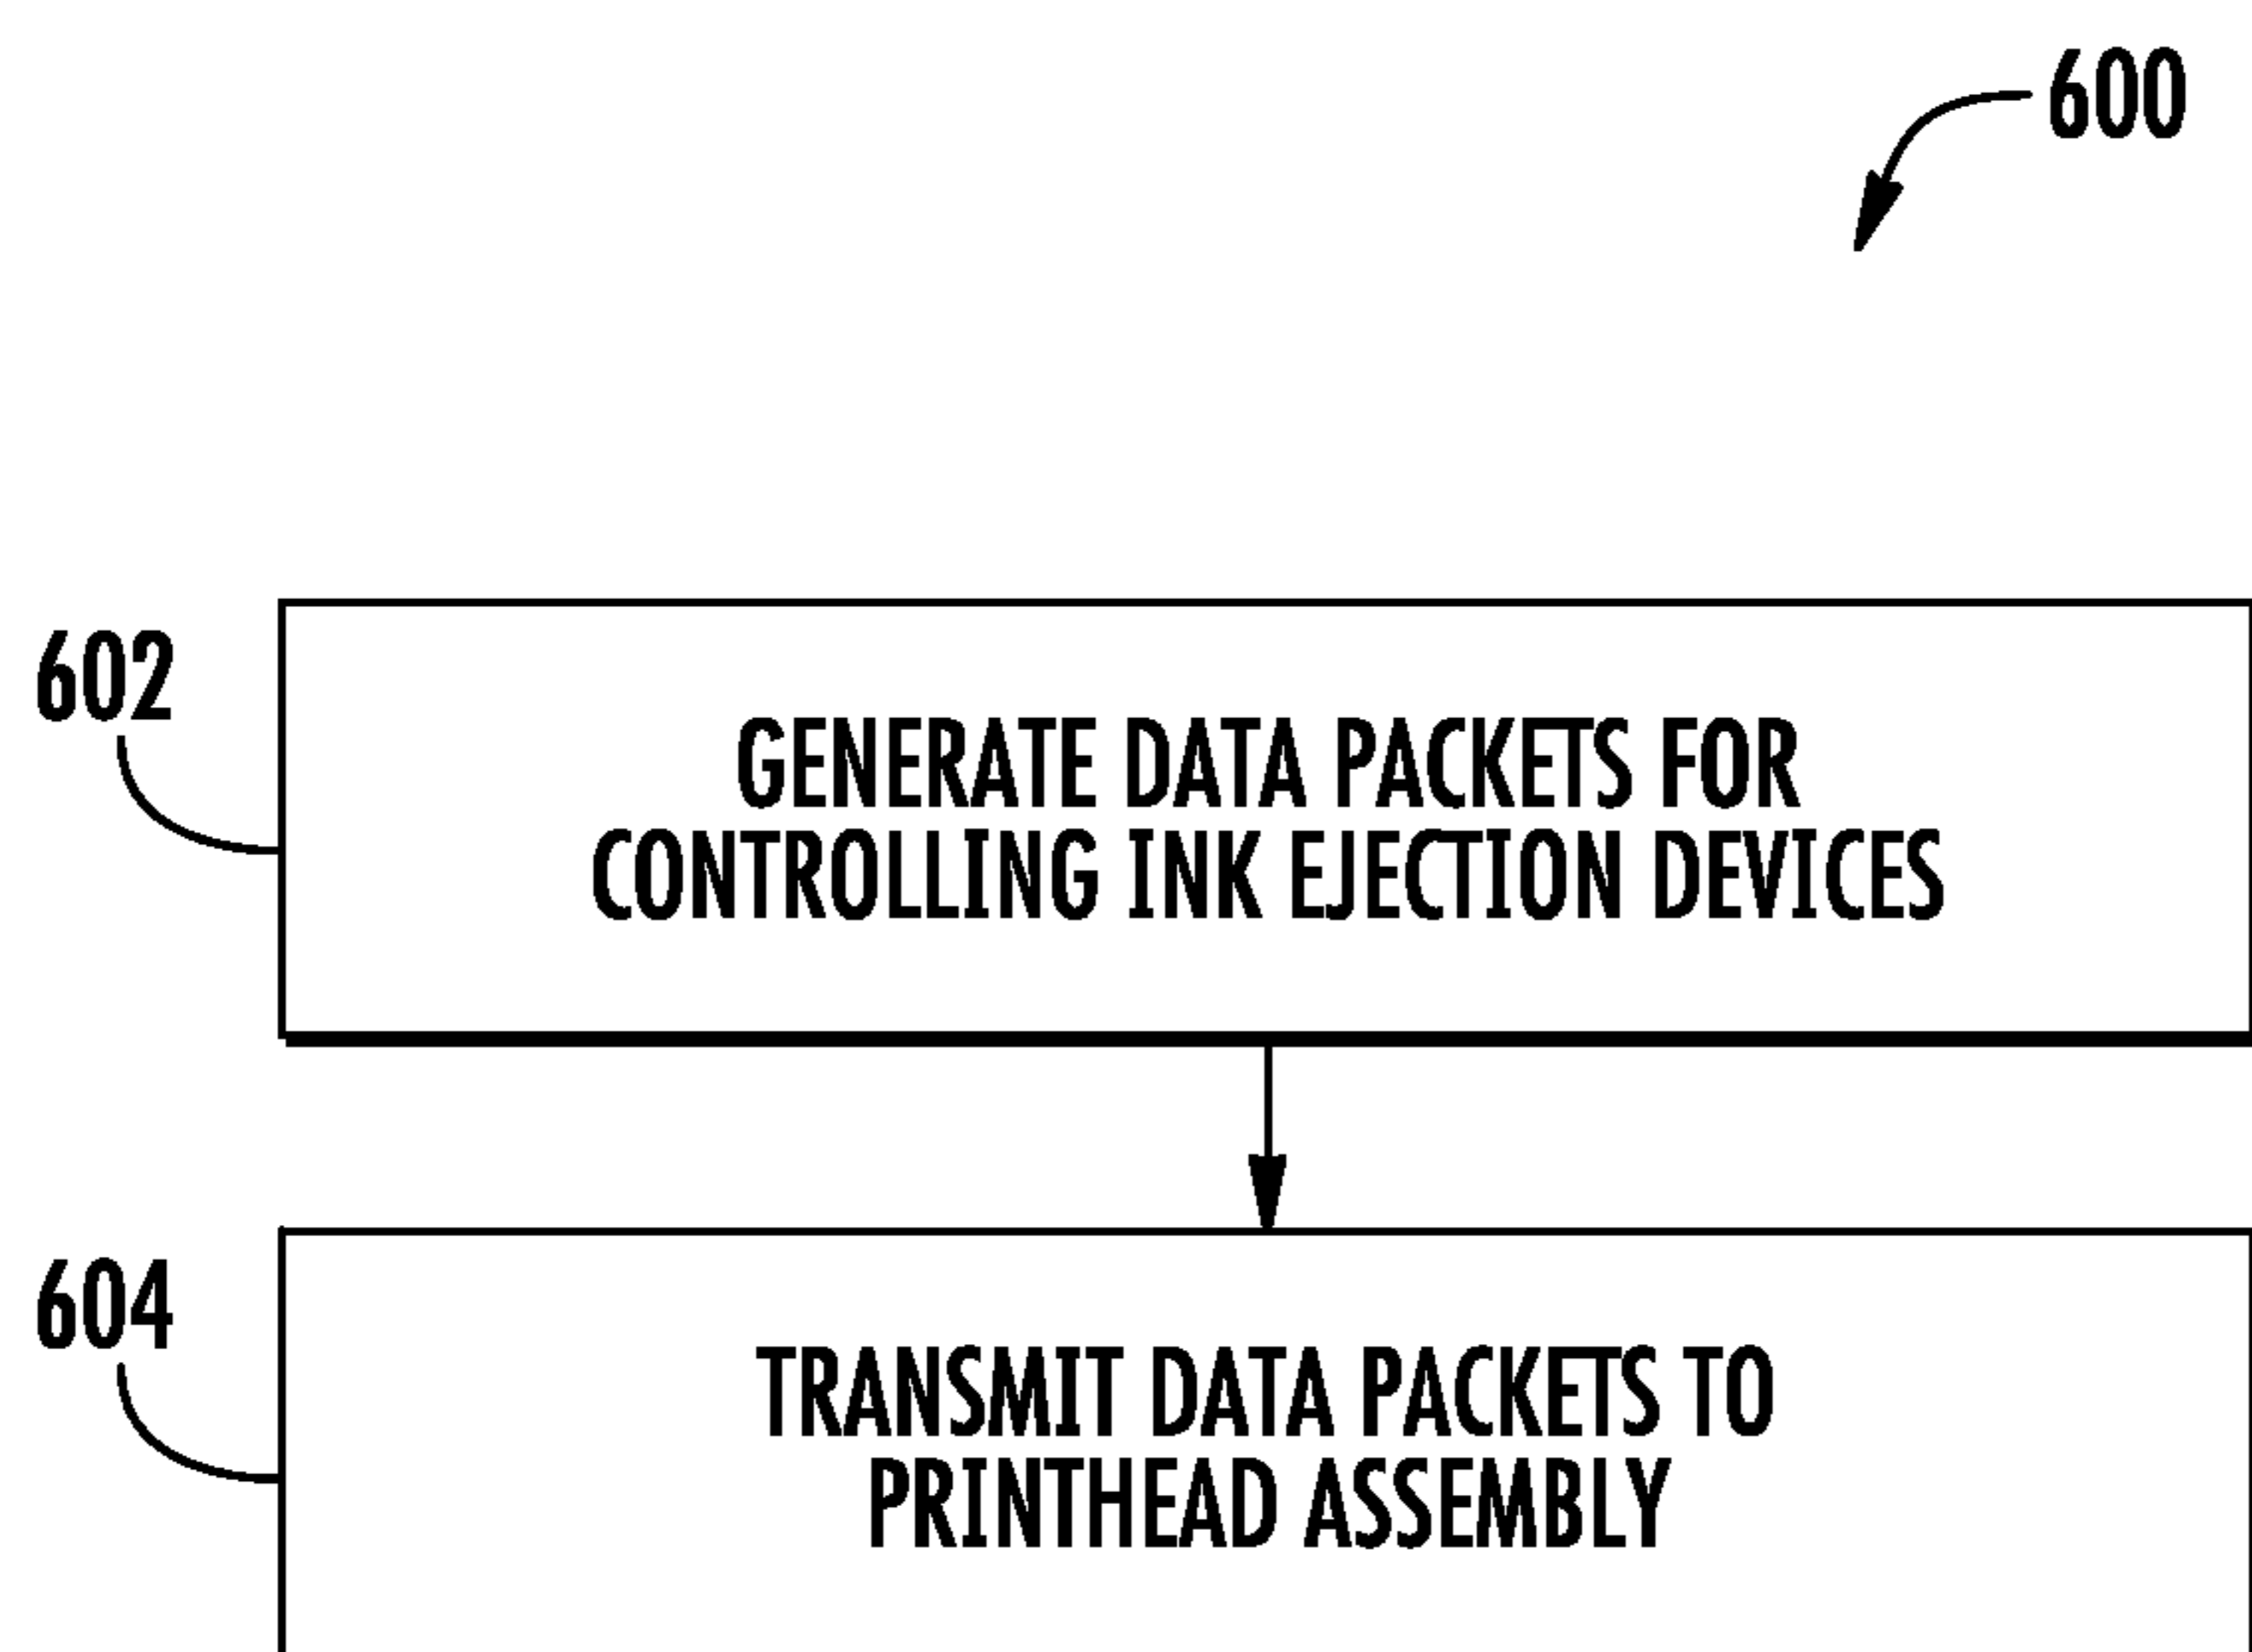 600
602
GENERATE DATA PACKETS FOR
CONTROLLING INK EJECTION DEVICES
604
TRANSMIT DATA PACKETS TO
PRINTHEAD ASSEMBLY